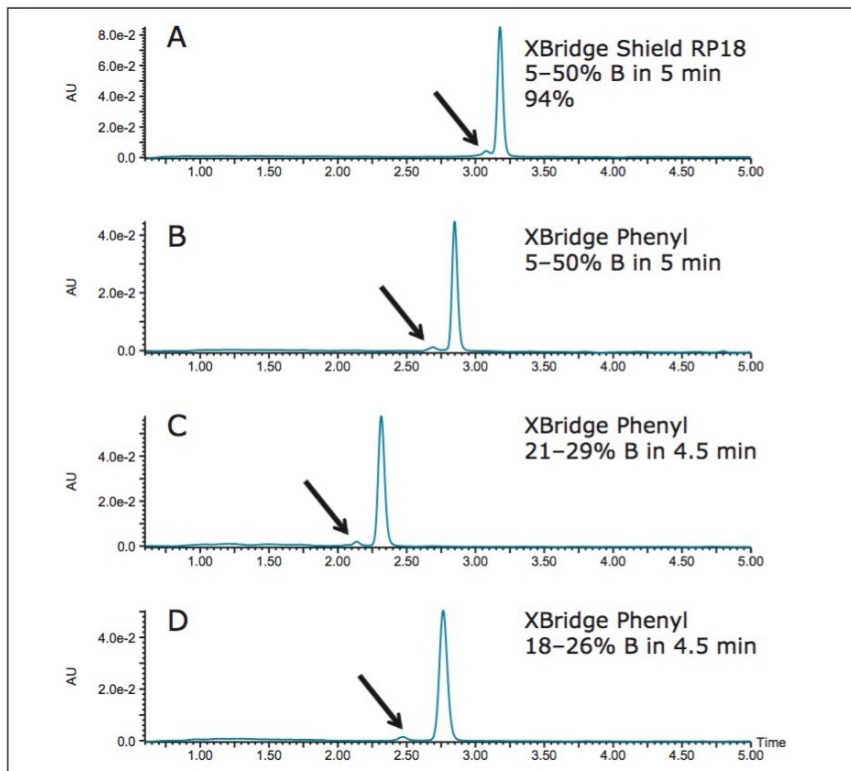 A
XBridge Shield RP18
5–50% B in 5 min
94%
AU
8.0e-2
6.0e-2
4.0e-2
2.0e-2
0.0
1.00 1.50 2.00 2.50 3.00 3.50 4.00 4.50 5.00
B
XBridge Phenyl
5–50% B in 5 min
AU
4.0e-2
2.0e-2
0.0
1.00 1.50 2.00 2.50 3.00 3.50 4.00 4.50 5.00
C
XBridge Phenyl
21–29% B in 4.5 min
AU
4.0e-2
2.0e-2
0.0
1.00 1.50 2.00 2.50 3.00 3.50 4.00 4.50 5.00
D
XBridge Phenyl
18–26% B in 4.5 min
AU
4.0e-2
2.0e-2
0.0
Time
1.00 1.50 2.00 2.50 3.00 3.50 4.00 4.50 5.00